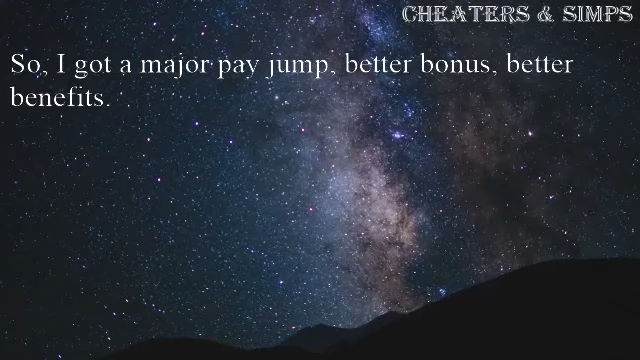 CHEATERS & SIMPS
So, I got a major pay jump, better bonus, better
benefits.